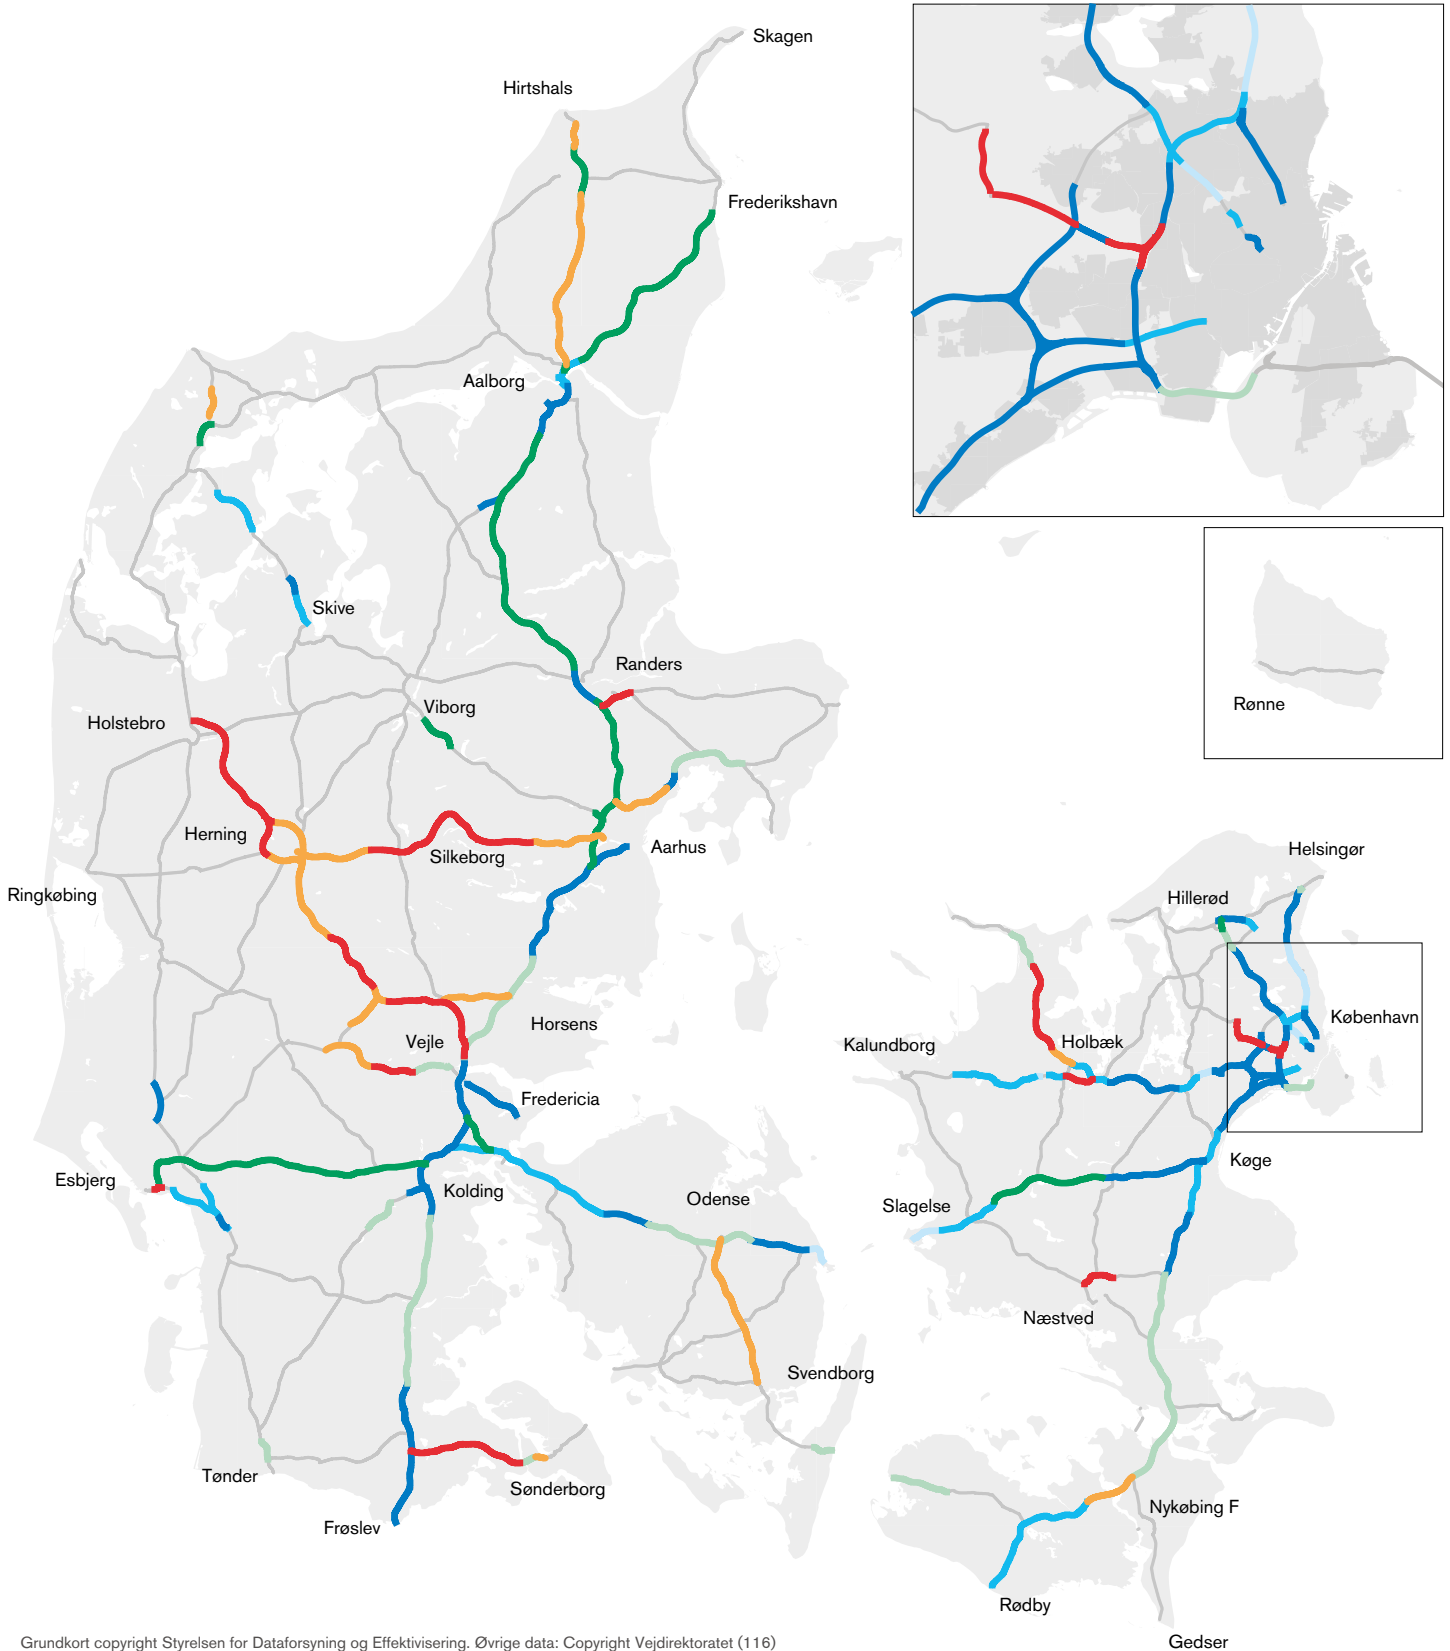 Skagen
Hirtshals
Frederikshavn
Aalborg
Skive
Randers
Rønne
Viborg
Holstebro
Herning
Silkeborg
Aarhus
Helsingør
Ringkøbing
Hillerød
København
Horsens
Vejle
Holbæk
Kalundborg
Fredericia
Køge
Esbjerg
Kolding
Odense
Slagelse
Næstved
Svendborg
Tønder
Sønderborg
Nykøbing F
Frøslev
Rødby
Gedser
Grundkort copyright Styrelsen for Dataforsyning og Effektivisering. Øvrige data: Copyright Vejdirektoratet (116)